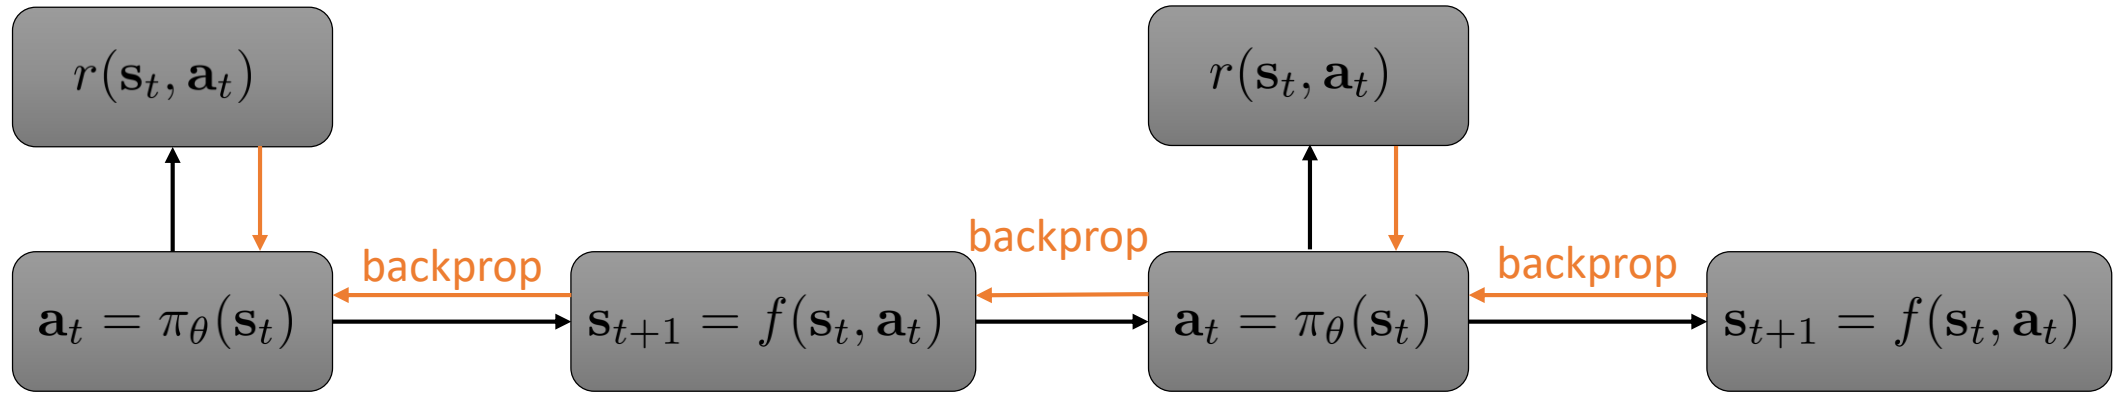 r(s_t, a_t)
r(s_t, a_t)
backprop
backprop
backprop
a_t = π_θ(s_t)
s_{t+1} = f(s_t, a_t)
a_t = π_θ(s_t)
s_{t+1} = f(s_t, a_t)